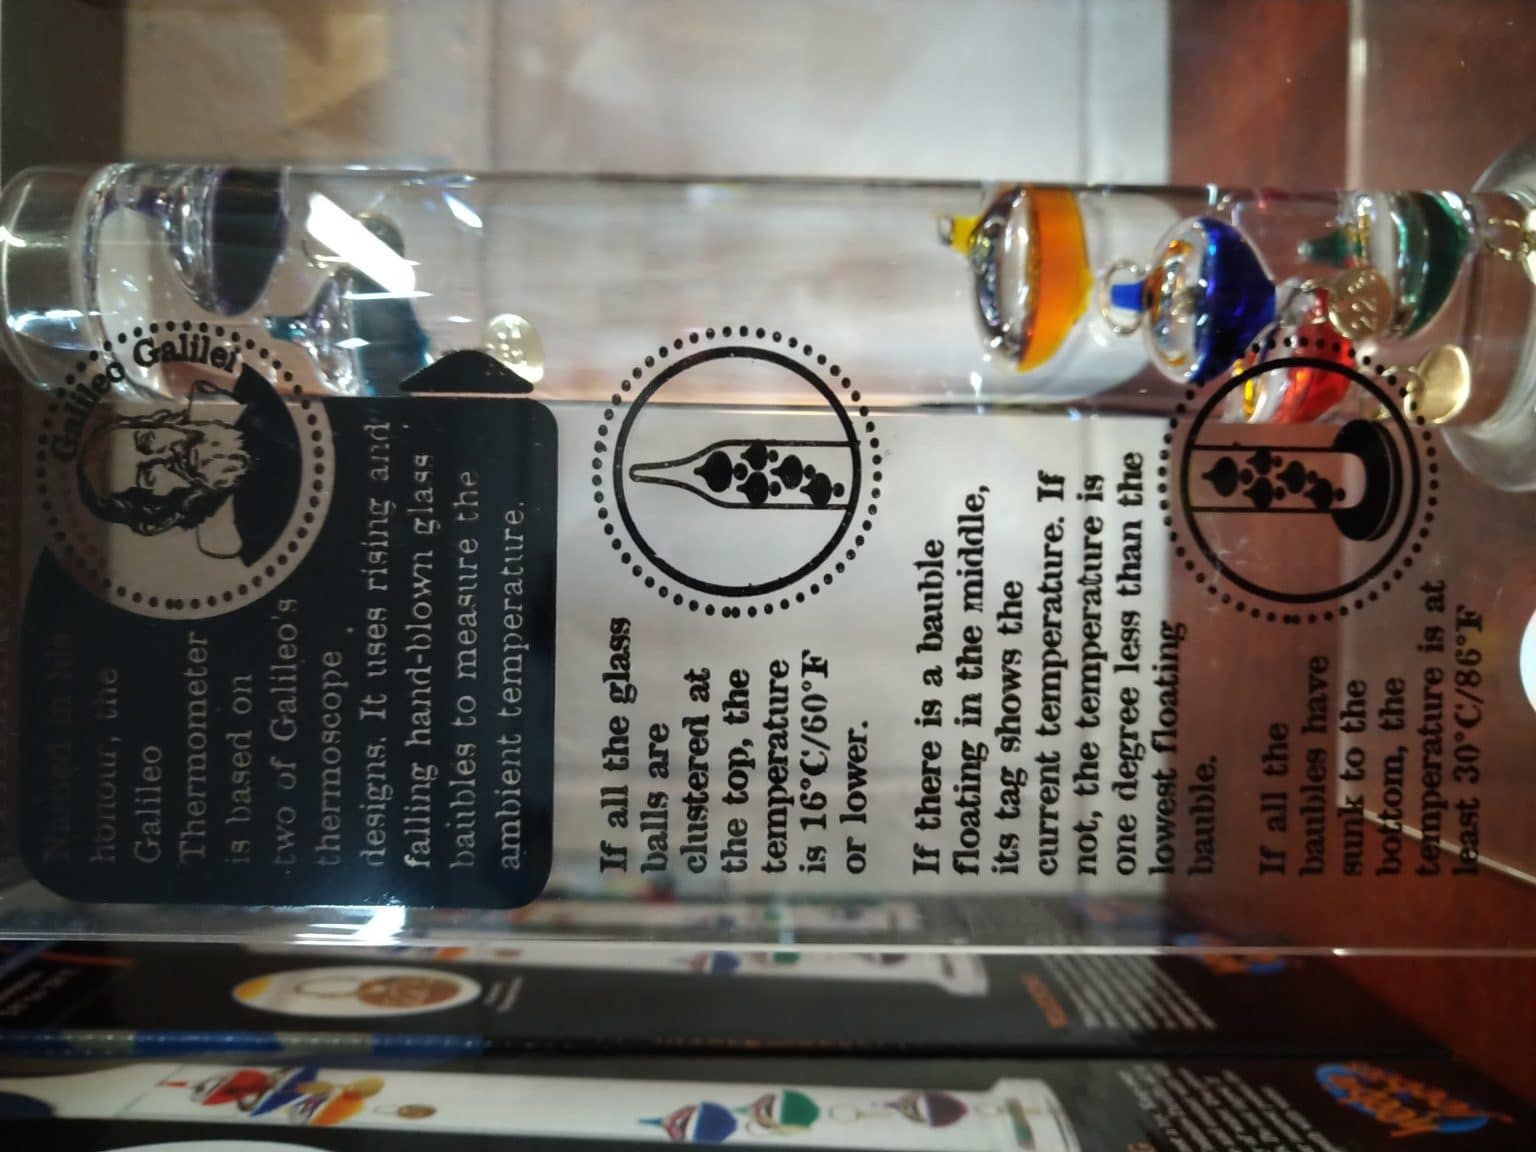 Galileo Galilei
Named in his
honour, the
Galileo
Thermometer
is based on
two of Galileo's
thermoscope
designs. It uses rising and
falling hand-blown glass
baubles to measure the
ambient temperature.
If all the glass
balls are
clustered at
the top, the
temperature
is 16°C/60°F
or lower.
If there is a bauble
floating in the middle,
its tag shows the
current temperature. If
not, the temperature is
one degree less than the
lowest floating
bauble.
If all the
baubles have
sunk to the
bottom, the
temperature is at
least 30°C/86°F